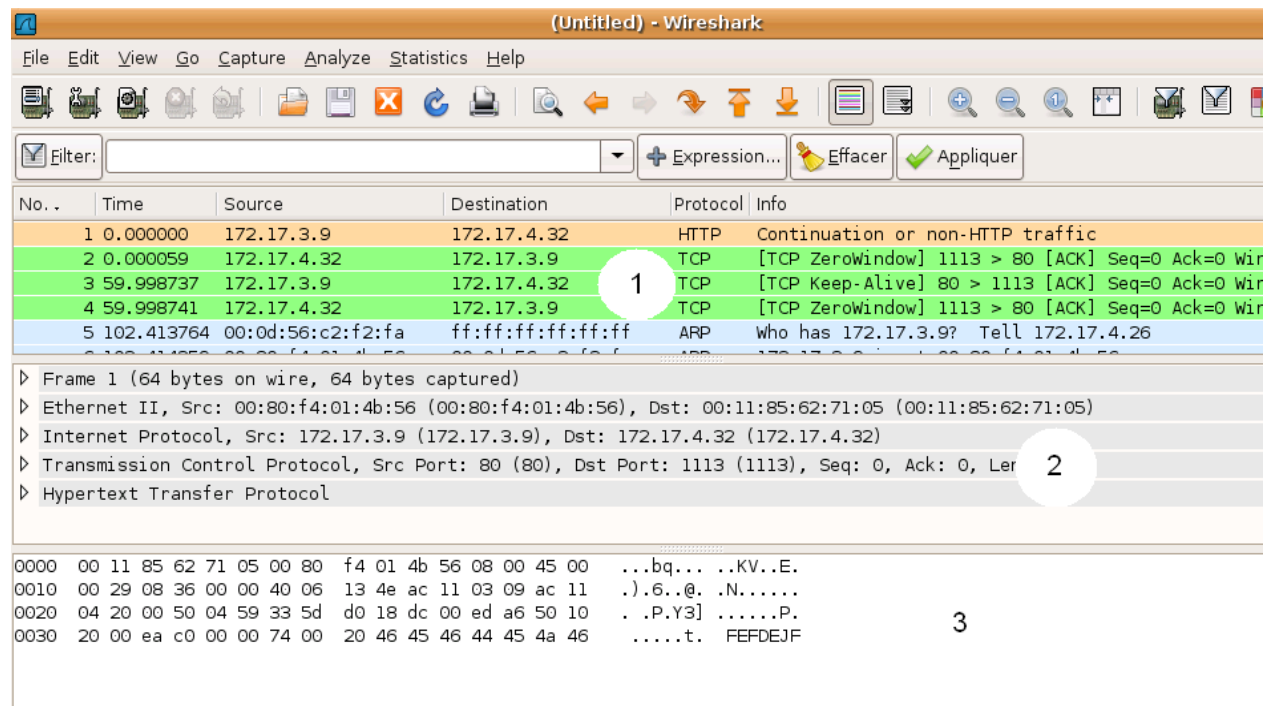 (Untitled) - Wireshark
File Edit View Go Capture Analyze Statistics Help
Filter: Expression... Effacer Appliquer
No. . Time Source Destination Protocol Info
1 0.000000 172.17.3.9 172.17.4.32 HTTP Continuation or non-HTTP traffic
2 0.000059 172.17.4.32 172.17.3.9 TCP [TCP ZeroWindow] 1113 > 80 [ACK] Seq=0 Ack=0 Wir
3 59.998737 172.17.3.9 172.17.4.32 TCP [TCP Keep-Alive] 80 > 1113 [ACK] Seq=0 Ack=0 Wir
4 59.998741 172.17.4.32 172.17.3.9 TCP [TCP ZeroWindow] 1113 > 80 [ACK] Seq=0 Ack=0 Wir
1
5 102.413764 00:0d:56:c2:f2:fa ff:ff:ff:ff:ff:ff ARP Who has 172.17.3.9? Tell 172.17.4.26
Frame 1 (64 bytes on wire, 64 bytes captured)
Ethernet II, Src: 00:80:f4:01:4b:56 (00:80:f4:01:4b:56), Dst: 00:11:85:62:71:05 (00:11:85:62:71:05)
Internet Protocol, Src: 172.17.3.9 (172.17.3.9), Dst: 172.17.4.32 (172.17.4.32)
Transmission Control Protocol, Src Port: 80 (80), Dst Port: 1113 (1113), Seq: 0, Ack: 0, Ler
2
Hypertext Transfer Protocol
0000 00 11 85 62 71 05 00 80 f4 01 4b 56 08 00 45 00 ...bq... ..KV..E.
0010 00 29 08 36 00 00 40 06 13 4e ac 11 03 09 ac 11 .).6..@. .N......
0020 04 20 00 50 04 59 33 5d d0 18 dc 00 ed a6 50 10 . .P.Y3] ......P.
0030 20 00 ea c0 00 00 74 00 20 46 45 46 44 45 4a 46 .....t. FEFDEJF
3